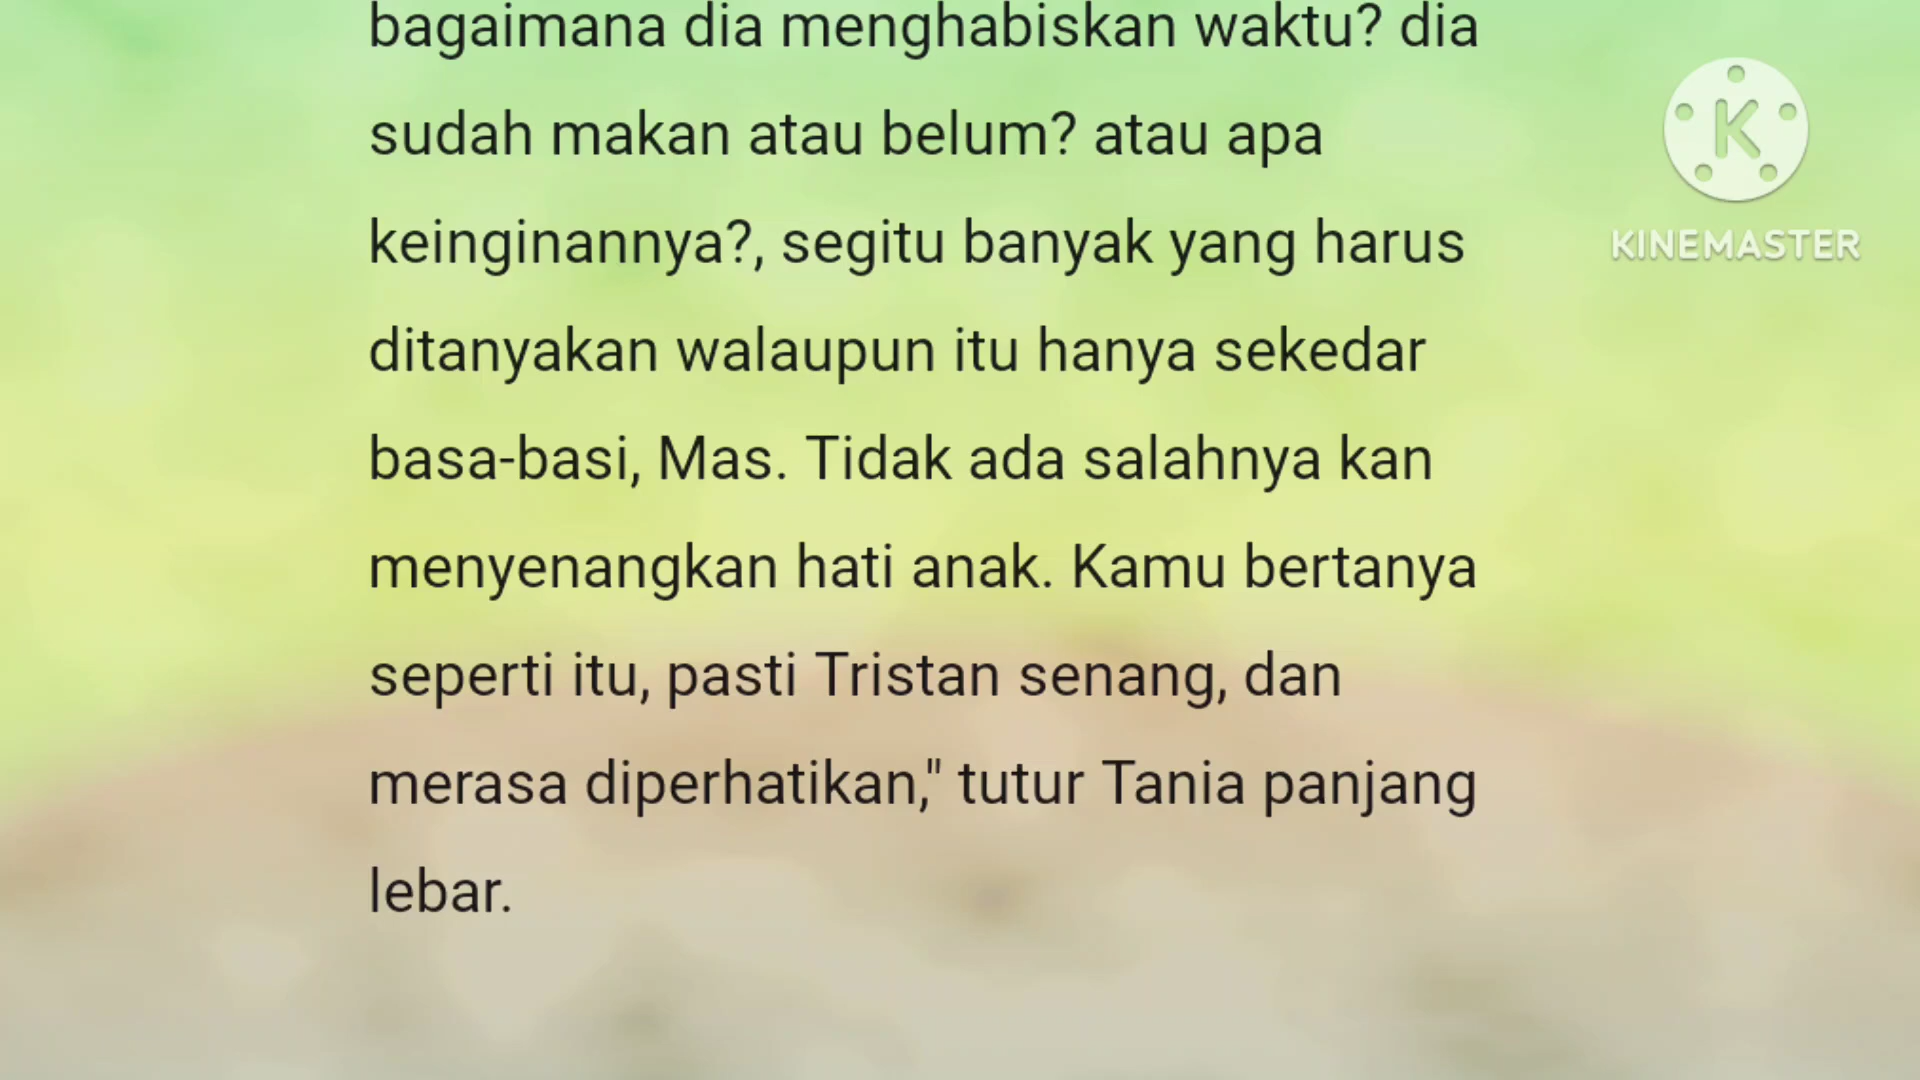 bagaimana dia menghabiskan waktu? dia
sudah makan atau belum? atau apa
keinginannya?, segitu banyak yang harus
ditanyakan walaupun itu hanya sekedar
basa-basi, Mas. Tidak ada salahnya kan
menyenangkan hati anak. Kamu bertanya
seperti itu, pasti Tristan senang, dan
merasa diperhatikan," tutur Tania panjang
lebar.
K
KINEMASTER